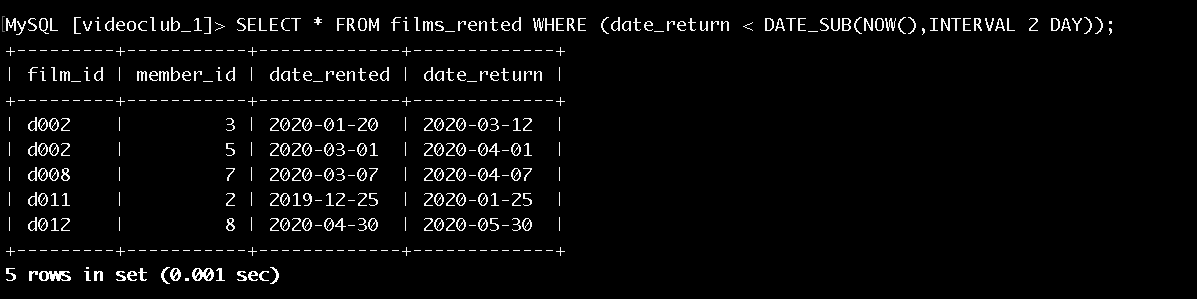 MySQL [videoclub_1]> SELECT * FROM films_rented WHERE (date_return < DATE_SUB(NOW(),INTERVAL 2 DAY));
+---------+-----------+-------------+-------------+
| film_id | member_id | date_rented | date_return |
+---------+-----------+-------------+-------------+
| d002    |         3 | 2020-01-20  | 2020-03-12  |
| d002    |         5 | 2020-03-01  | 2020-04-01  |
| d008    |         7 | 2020-03-07  | 2020-04-07  |
| d011    |         2 | 2019-12-25  | 2020-01-25  |
| d012    |         8 | 2020-04-30  | 2020-05-30  |
+---------+-----------+-------------+-------------+
5 rows in set (0.001 sec)